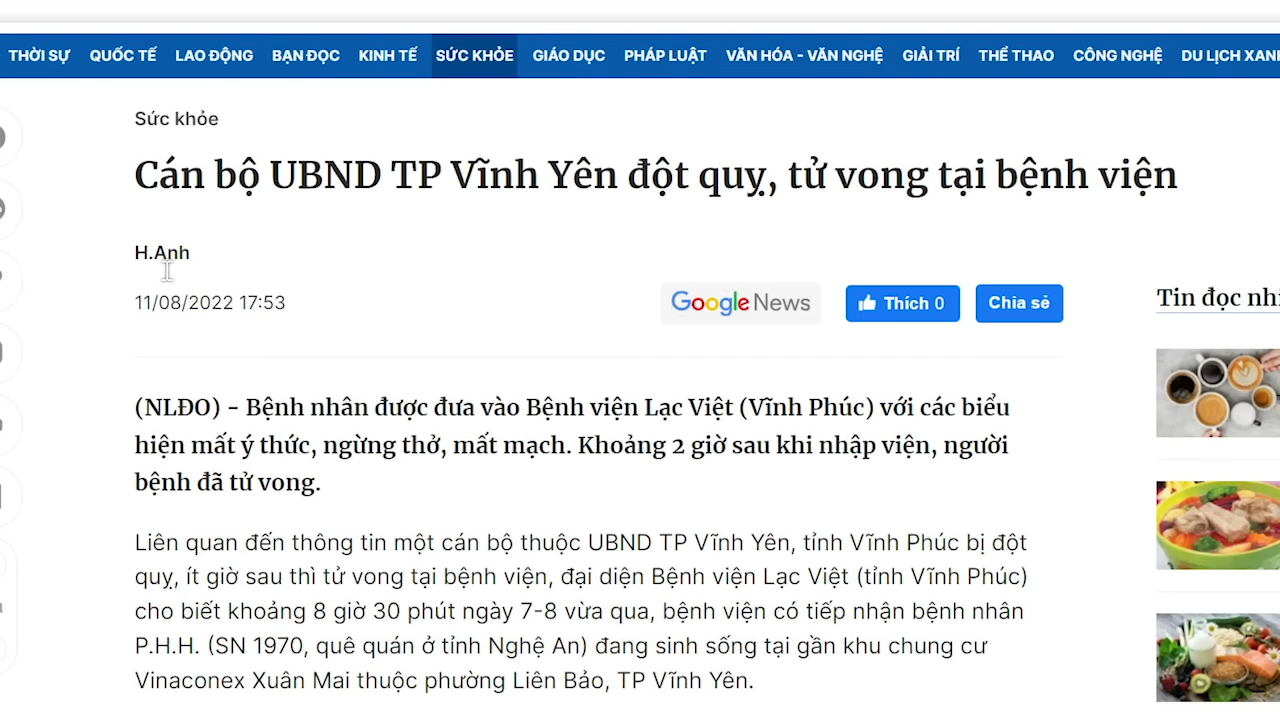 THỜI SỰ QUỐC TẾ LAO ĐỘNG BẠN ĐỌC KINH TẾ SỨC KHỎE GIÁO DỤC PHÁP LUẬT VĂN HÓA - VĂN NGHỆ GIẢI TRÍ THỂ THAO CÔNG NGHỆ DU LỊCH XANH
Sức khỏe
Cán bộ UBND TP Vĩnh Yên đột quỵ, tử vong tại bệnh viện
H.Anh
11/08/2022 17:53
Google News
Thích 0
Chia sẻ
Tin đọc
(NLĐO) - Bệnh nhân được đưa vào Bệnh viện Lạc Việt (Vĩnh Phúc) với các biểu
hiện mất ý thức, ngừng thở, mất mạch. Khoảng 2 giờ sau khi nhập viện, người
bệnh đã tử vong.
Liên quan đến thông tin một cán bộ thuộc UBND TP Vĩnh Yên, tỉnh Vĩnh Phúc bị đột
quỵ, ít giờ sau thì tử vong tại bệnh viện, đại diện Bệnh viện Lạc Việt (tỉnh Vĩnh Phúc)
cho biết khoảng 8 giờ 30 phút ngày 7-8 vừa qua, bệnh viện có tiếp nhận bệnh nhân
P.H.H. (SN 1970, quê quán ở tỉnh Nghệ An) đang sinh sống tại gần khu chung cư
Vinaconex Xuân Mai thuộc phường Liên Bảo, TP Vĩnh Yên.